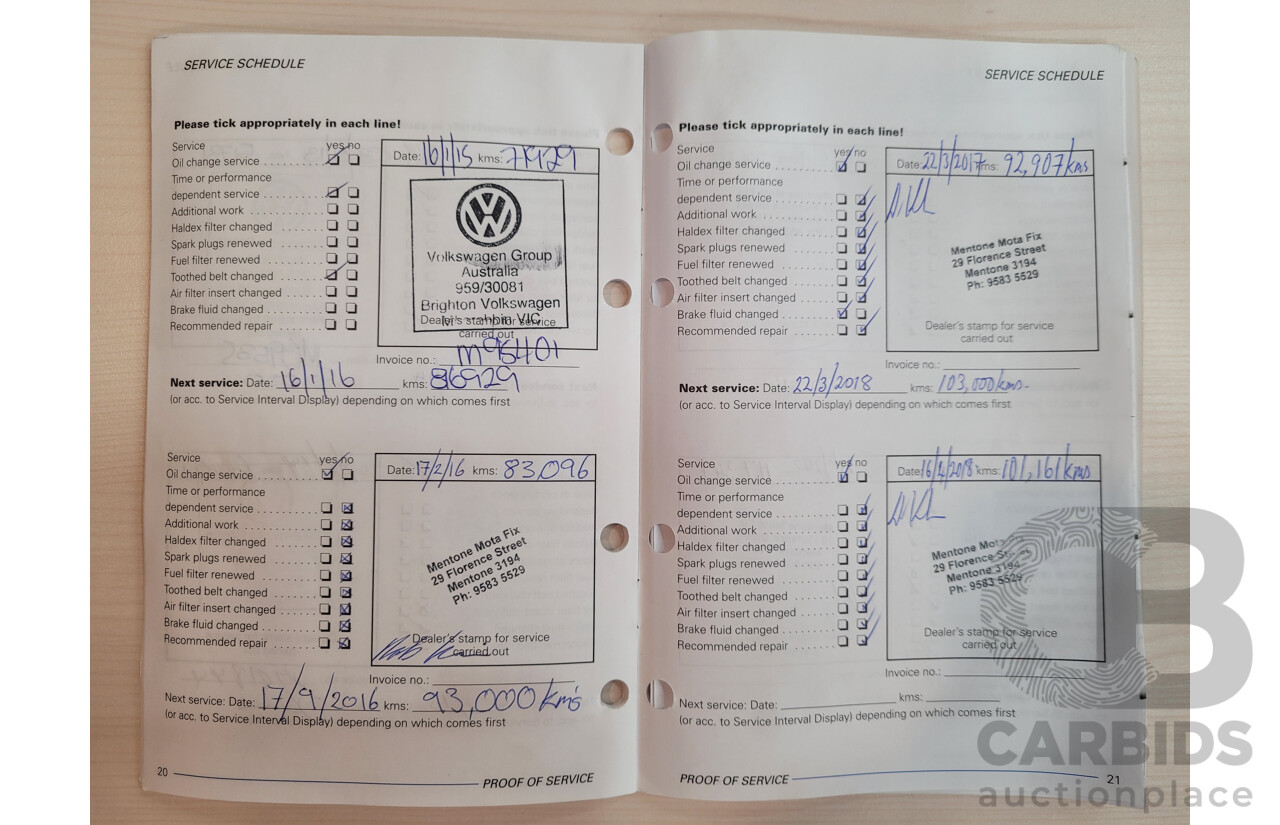 SERVICE SCHEDULE
Please tick appropriately in each line!
Service yes no
Oil change service ........
Time or performance
dependent service ........
Additional work ..........
Haldex filter changed ......
Spark plugs renewed ......
Fuel filter renewed ........
Toothed belt changed ......
Air filter insert changed ......
Brake fluid changed ........
Recommended repair ......
Date: 16/1/15 kms: 71929
Volkswagen Group
Australia
959/30081
Brighton Volkswagen
VIC
Dealer's stamp for service
carried out
Invoice no.: m95401
Next service: Date: 16/1/16 kms: 86929
(or acc. to Service Interval Display) depending on which comes first
Service yes no
Oil change service ........
Time or performance
dependent service ........
Additional work ..........
Haldex filter changed ......
Spark plugs renewed ......
Fuel filter renewed ........
Toothed belt changed ......
Air filter insert changed ......
Brake fluid changed ........
Recommended repair ......
Date: 17/2/16 kms: 83,096
Mentone Mota Fix
29 Florence Street
Mentone 3194
Ph: 9583 5529
Dealer's stamp for service
carried out
Invoice no.:
Next service: Date: 17/9/2016 kms: 93,000 km's
(or acc. to Service Interval Display) depending on which comes first
20 PROOF OF SERVICE
SERVICE SCHEDULE
Please tick appropriately in each line!
Service yes no
Oil change service ........
Time or performance
dependent service ........
Additional work ..........
Haldex filter changed ......
Spark plugs renewed ......
Fuel filter renewed ........
Toothed belt changed ......
Air filter insert changed ......
Brake fluid changed ........
Recommended repair ......
Date: 22/3/2017 kms: 92,907 kms
Mentone Mota Fix
29 Florence Street
Mentone 3194
Ph: 9583 5529
Dealer's stamp for service
carried out
Invoice no.:
Next service: Date: 22/3/2018 kms: 103,000 kms.
(or acc. to Service Interval Display) depending on which comes first
Service yes no
Oil change service ........
Time or performance
dependent service ........
Additional work ..........
Haldex filter changed ......
Spark plugs renewed ......
Fuel filter renewed ........
Toothed belt changed ......
Air filter insert changed ......
Brake fluid changed ........
Recommended repair ......
Date: kms: 101,161 kms
Mentone Mota
29 Florence Street
Mentone 3194
Ph: 9583 5529
Dealer's stamp for service
carried out
Invoice no.:
Next service: Date: kms:
(or acc. to Service Interval Display) depending on which comes first
PROOF OF SERVICE 21
CARBIDS
auctionplace